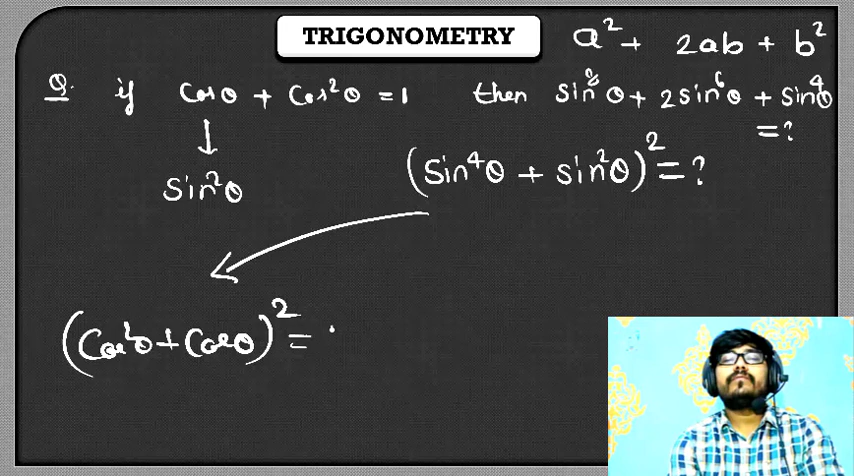 TRIGONOMETRY
a² + 2ab + b²
Q. if cosθ + cos²θ = 1 then sin⁸θ + 2sin⁶θ + sin⁴θ
= ?
↓
sin²θ
(sin⁴θ + sin²θ)² = ?
(cos²θ + cosθ)² =